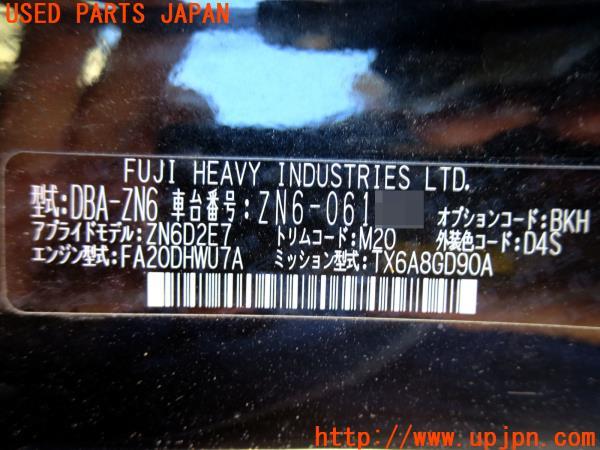 USED PARTS JAPAN
FUJI HEAVY INDUSTRIES LTD.
型式:DBA-ZN6 車台番号:ZN6-061 オプションコード:BKH
アプライドモデル:ZN6D2E7 トリムコード:M20 外装色コード:D4S
エンジン型式:FA20DHWU7A ミッション型式:TX6A8GD90A
UPJ
http://www.upjpn.com